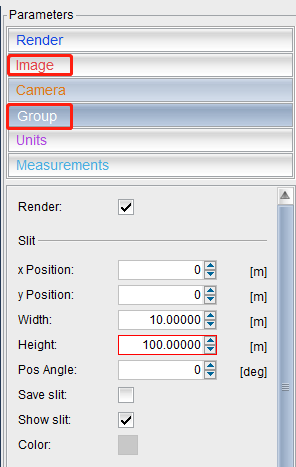 Parameters
Render
Image
Camera
Group
Units
Measurements
Render:
Slit
x Position: 0 [m]
y Position: 0 [m]
Width: 10.00000 [m]
Height: 100.00000 [m]
Pos Angle: 0 [deg]
Save slit:
Show slit:
Color: